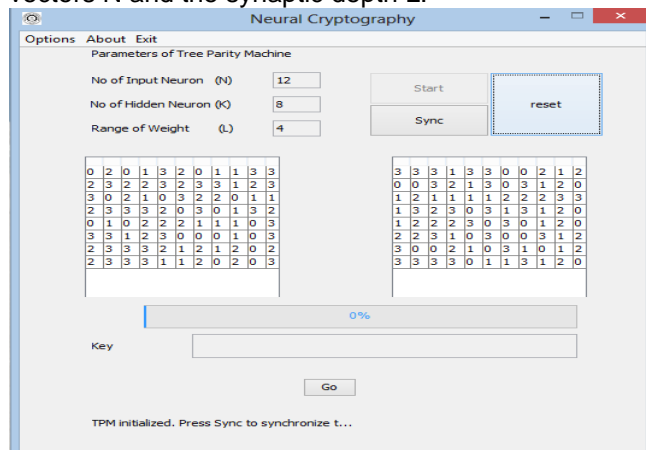 vectors N and the synaptic depth L.
Neural Cryptography
Options About Exit
Parameters of Tree Parity Machine
No of Input Neuron (N) 12
No of Hidden Neuron (K) 8
Range of Weight (L) 4
Start
Sync
reset
0 2 0 1 3 2 0 1 1 3 3
2 3 2 2 3 2 3 3 1 2 3
3 0 2 1 0 3 2 2 0 1 1
2 3 3 3 2 0 3 0 1 3 2
0 1 0 2 2 2 1 1 1 0 3
3 3 1 2 3 0 0 0 1 0 3
2 3 3 3 2 1 2 1 2 0 2
2 3 3 3 1 1 2 0 2 0 3
3 3 3 1 3 3 0 0 2 1 2
0 0 3 2 1 3 0 3 1 2 0
1 2 1 1 1 1 2 2 2 3 3
1 3 2 3 0 3 1 3 1 2 0
1 2 2 2 3 0 3 0 1 2 0
2 2 3 1 0 3 0 0 3 1 2
3 0 0 2 1 0 3 1 0 1 2
3 3 3 3 0 1 1 3 1 2 0
0%
Key
Go
TPM initialized. Press Sync to synchronize t...